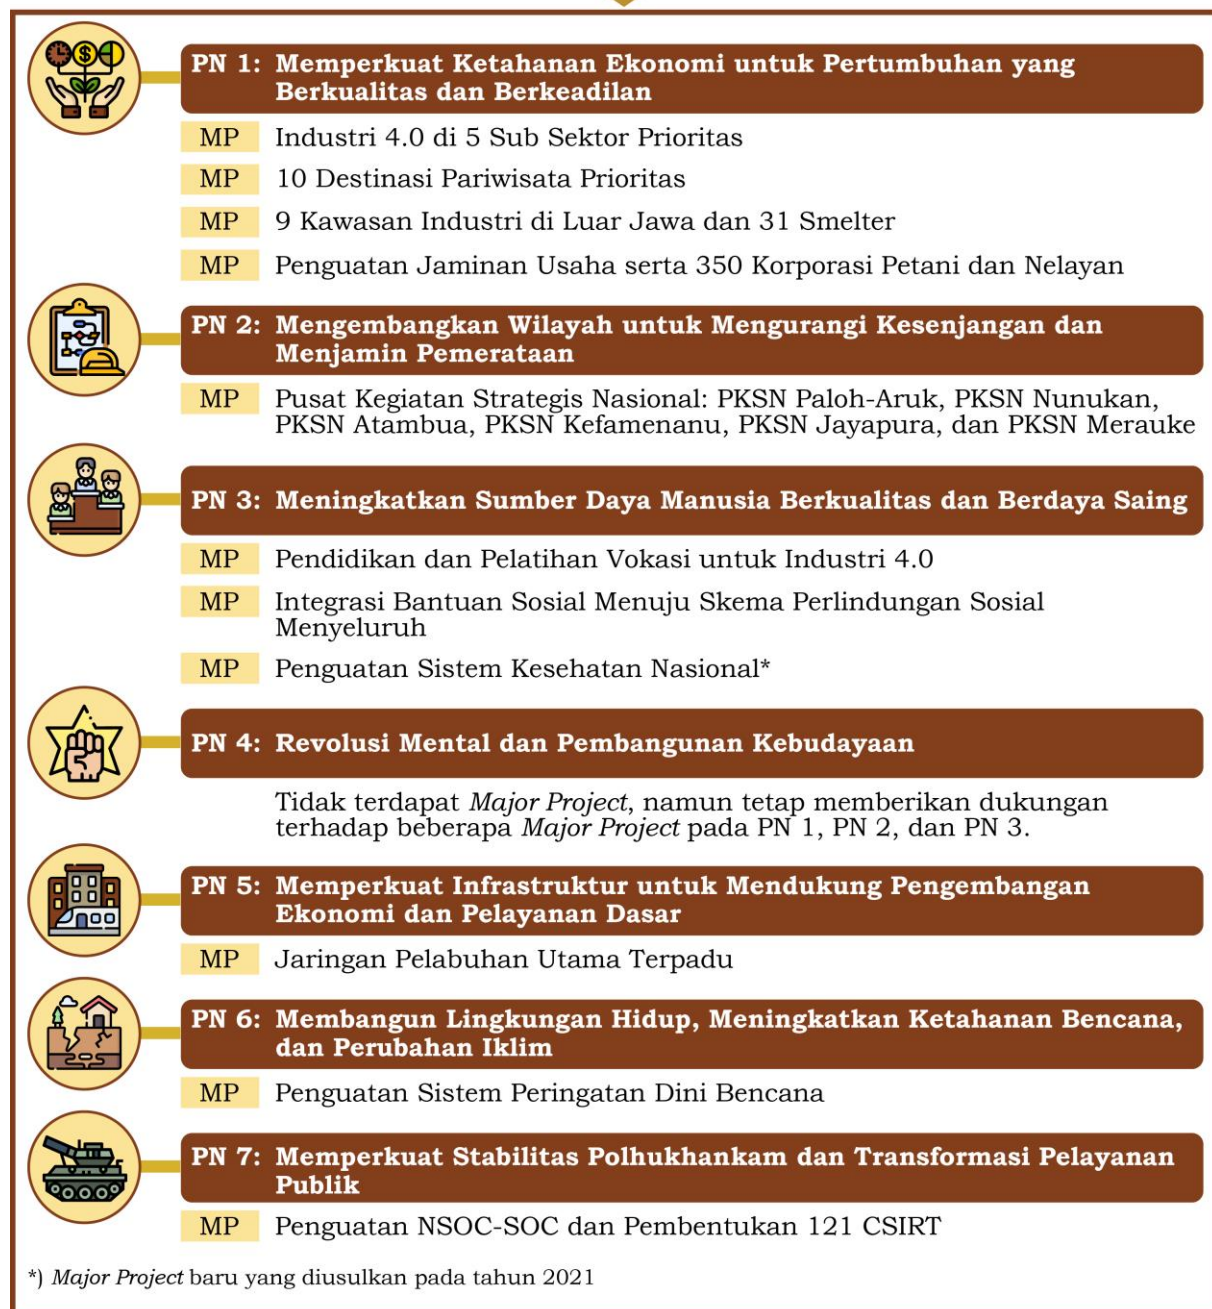 PN 1: Memperkuat Ketahanan Ekonomi untuk Pertumbuhan yang
Berkualitas dan Berkeadilan
MP Industri 4.0 di 5 Sub Sektor Prioritas
MP 10 Destinasi Pariwisata Prioritas
MP 9 Kawasan Industri di Luar Jawa dan 31 Smelter
MP Penguatan Jaminan Usaha serta 350 Korporasi Petani dan Nelayan
PN 2: Mengembangkan Wilayah untuk Mengurangi Kesenjangan dan
Menjamin Pemerataan
MP Pusat Kegiatan Strategis Nasional: PKSN Paloh-Aruk, PKSN Nunukan,
PKSN Atambua, PKSN Kefamenanu, PKSN Jayapura, dan PKSN Merauke
PN 3: Meningkatkan Sumber Daya Manusia Berkualitas dan Berdaya Saing
MP Pendidikan dan Pelatihan Vokasi untuk Industri 4.0
MP Integrasi Bantuan Sosial Menuju Skema Perlindungan Sosial
Menyeluruh
MP Penguatan Sistem Kesehatan Nasional*
PN 4: Revolusi Mental dan Pembangunan Kebudayaan
Tidak terdapat Major Project, namun tetap memberikan dukungan
terhadap beberapa Major Project pada PN 1, PN 2, dan PN 3.
PN 5: Memperkuat Infrastruktur untuk Mendukung Pengembangan
Ekonomi dan Pelayanan Dasar
MP Jaringan Pelabuhan Utama Terpadu
PN 6: Membangun Lingkungan Hidup, Meningkatkan Ketahanan Bencana,
dan Perubahan Iklim
MP Penguatan Sistem Peringatan Dini Bencana
PN 7: Memperkuat Stabilitas Polhukhankam dan Transformasi Pelayanan
Publik
MP Penguatan NSOC-SOC dan Pembentukan 121 CSIRT
*) Major Project baru yang diusulkan pada tahun 2021